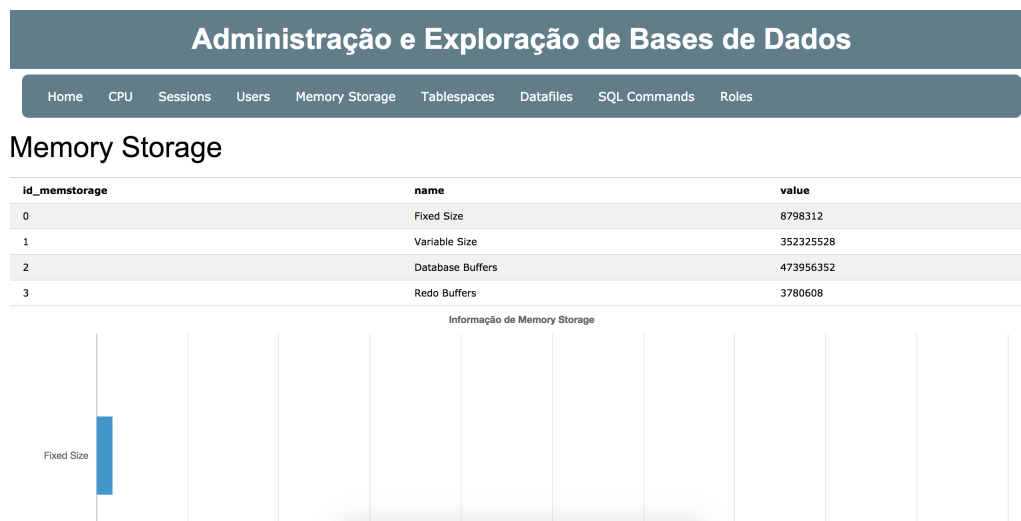 Administração e Exploração de Bases de Dados
Home CPU Sessions Users Memory Storage Tablespaces Datafiles SQL Commands Roles
Memory Storage
id_memstorage name value
0 Fixed Size 8798312
1 Variable Size 352325528
2 Database Buffers 473956352
3 Redo Buffers 3780608
Informação de Memory Storage
Fixed Size